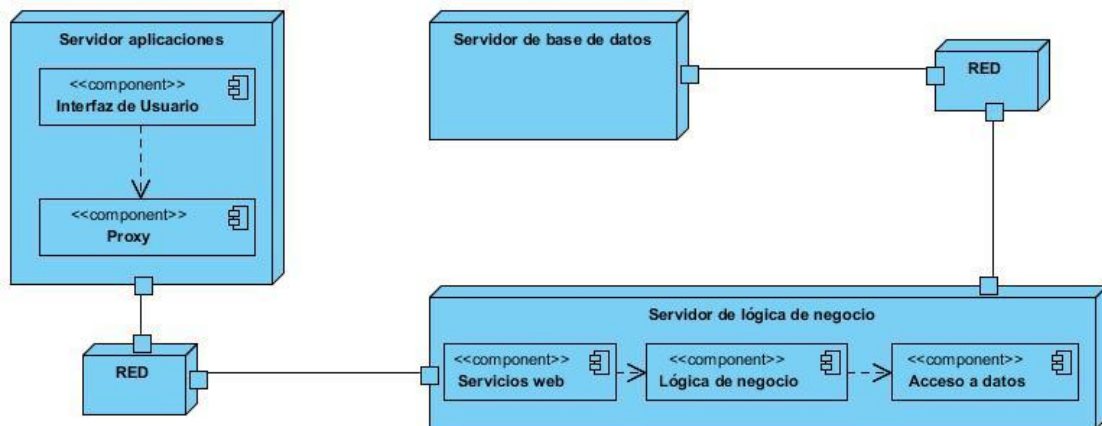 Servidor aplicaciones
<<component>>
Interfaz de Usuario
<<component>>
Proxy
RED
Servidor de base de datos
RED
Servidor de lógica de negocio
<<component>>
Servicios web
<<component>>
Lógica de negocio
<<component>>
Acceso a datos